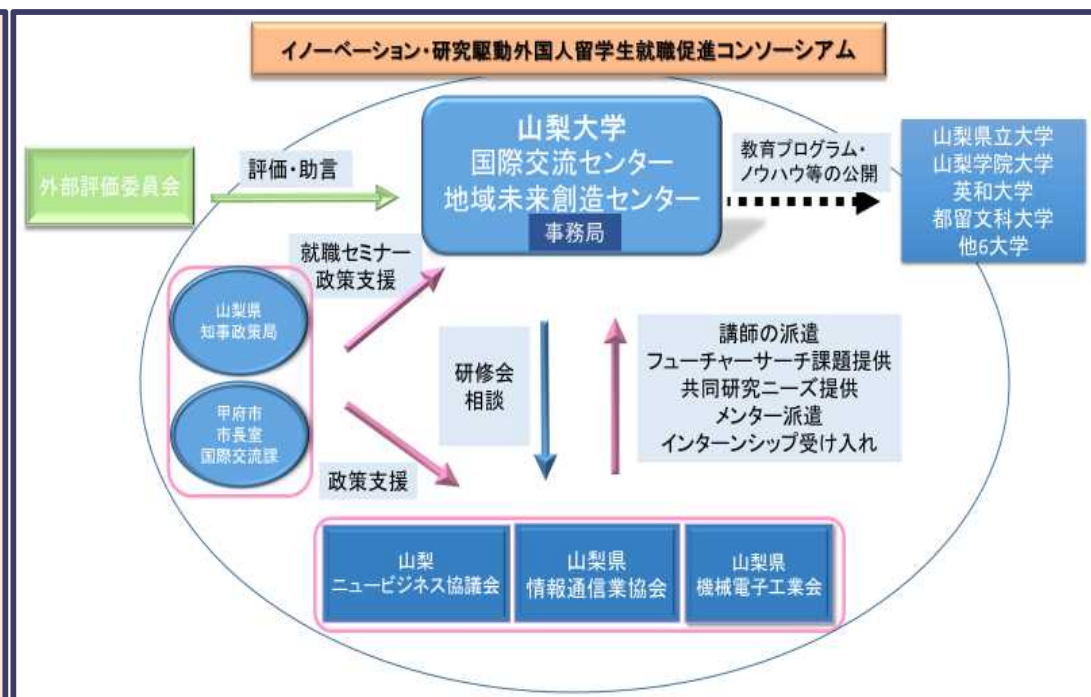 イノーベーション・研究駆動外国人留学生就職促進コンソーシアム
山梨大学
国際交流センター
地域未来創造センター
事務局
外部評価委員会
評価・助言
教育プログラム・
ノウハウ等の公開
山梨県立大学
山梨学院大学
英和大学
都留文科大学
他6大学
就職セミナー
政策支援
山梨県
知事政策局
甲府市
市長室
国際交流課
政策支援
研修会
相談
講師の派遣
フューチャーサーチ課題提供
共同研究ニーズ提供
メンター派遣
インターンシップ受け入れ
山梨
ニュービジネス協議会
山梨県
情報通信業協会
山梨県
機械電子工業会